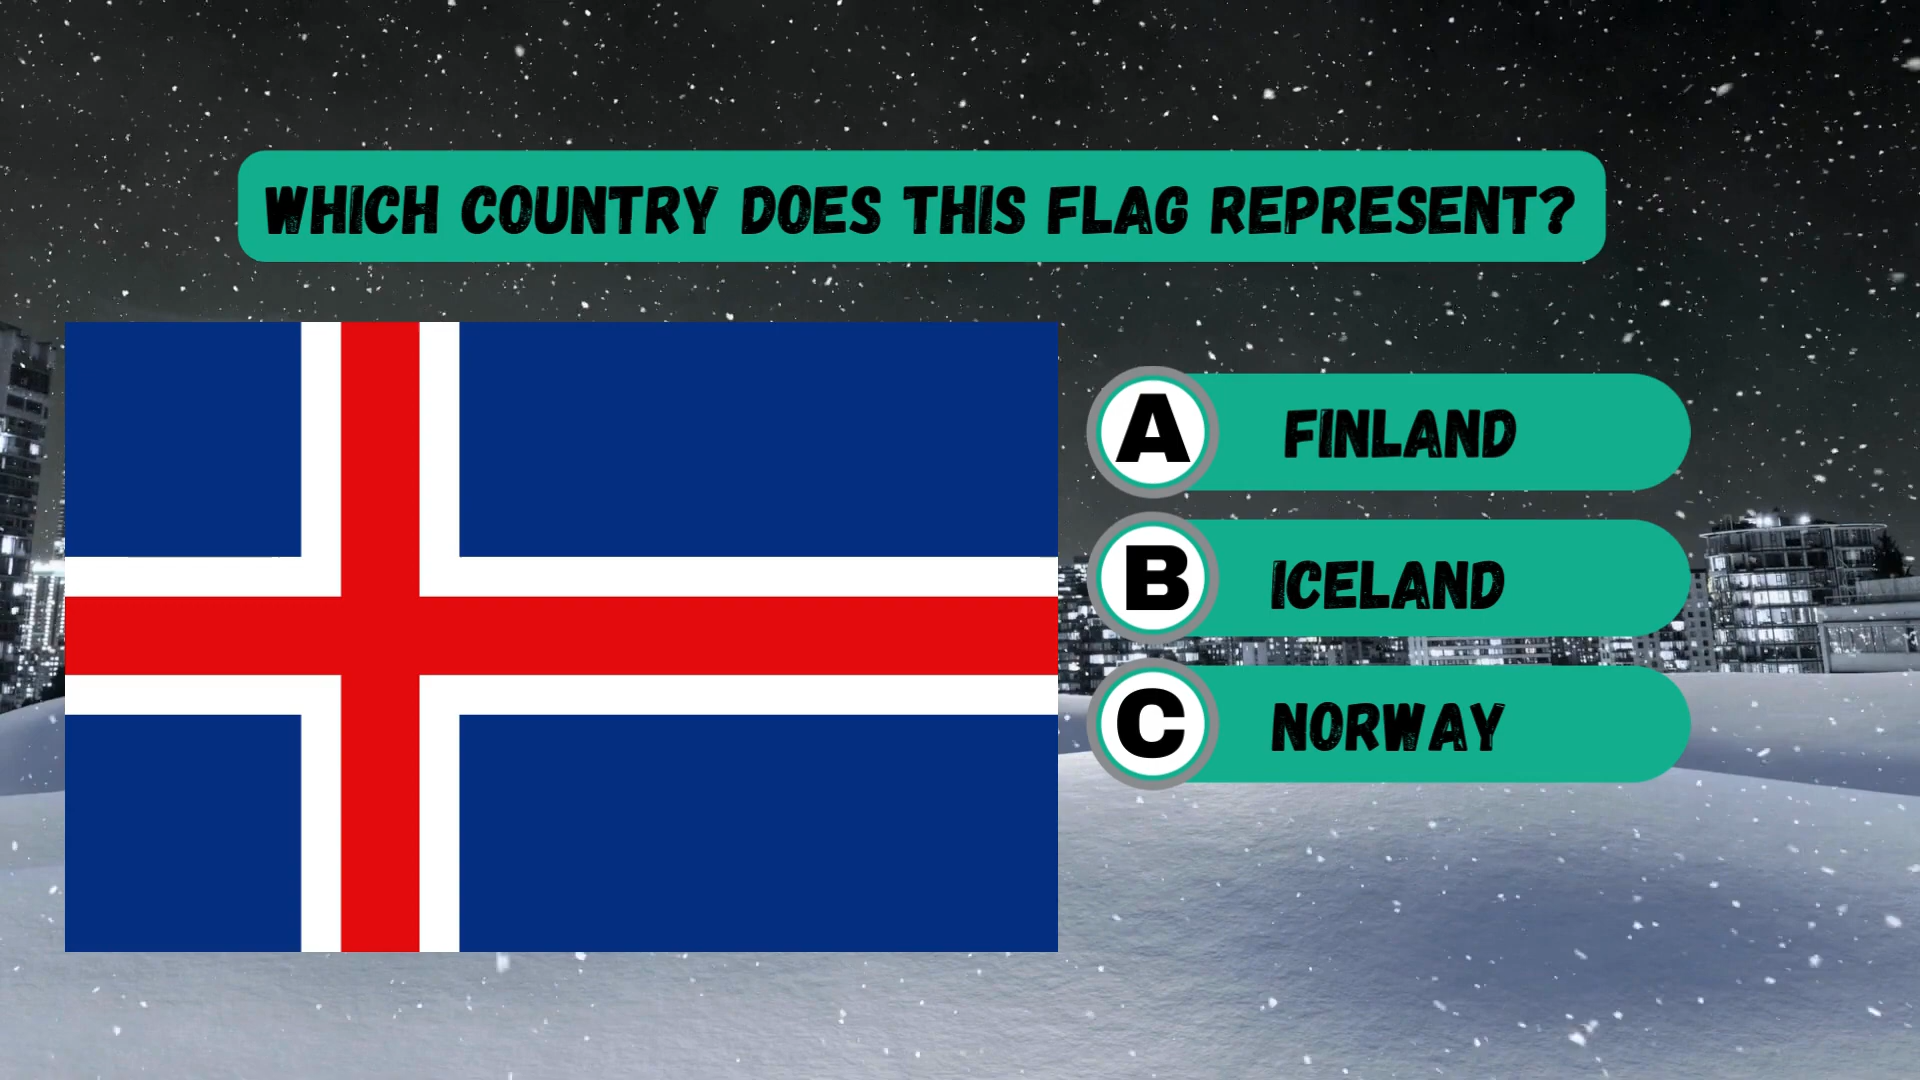 WHICH COUNTRY DOES THIS FLAG REPRESENT?
A FINLAND
B ICELAND
C NORWAY